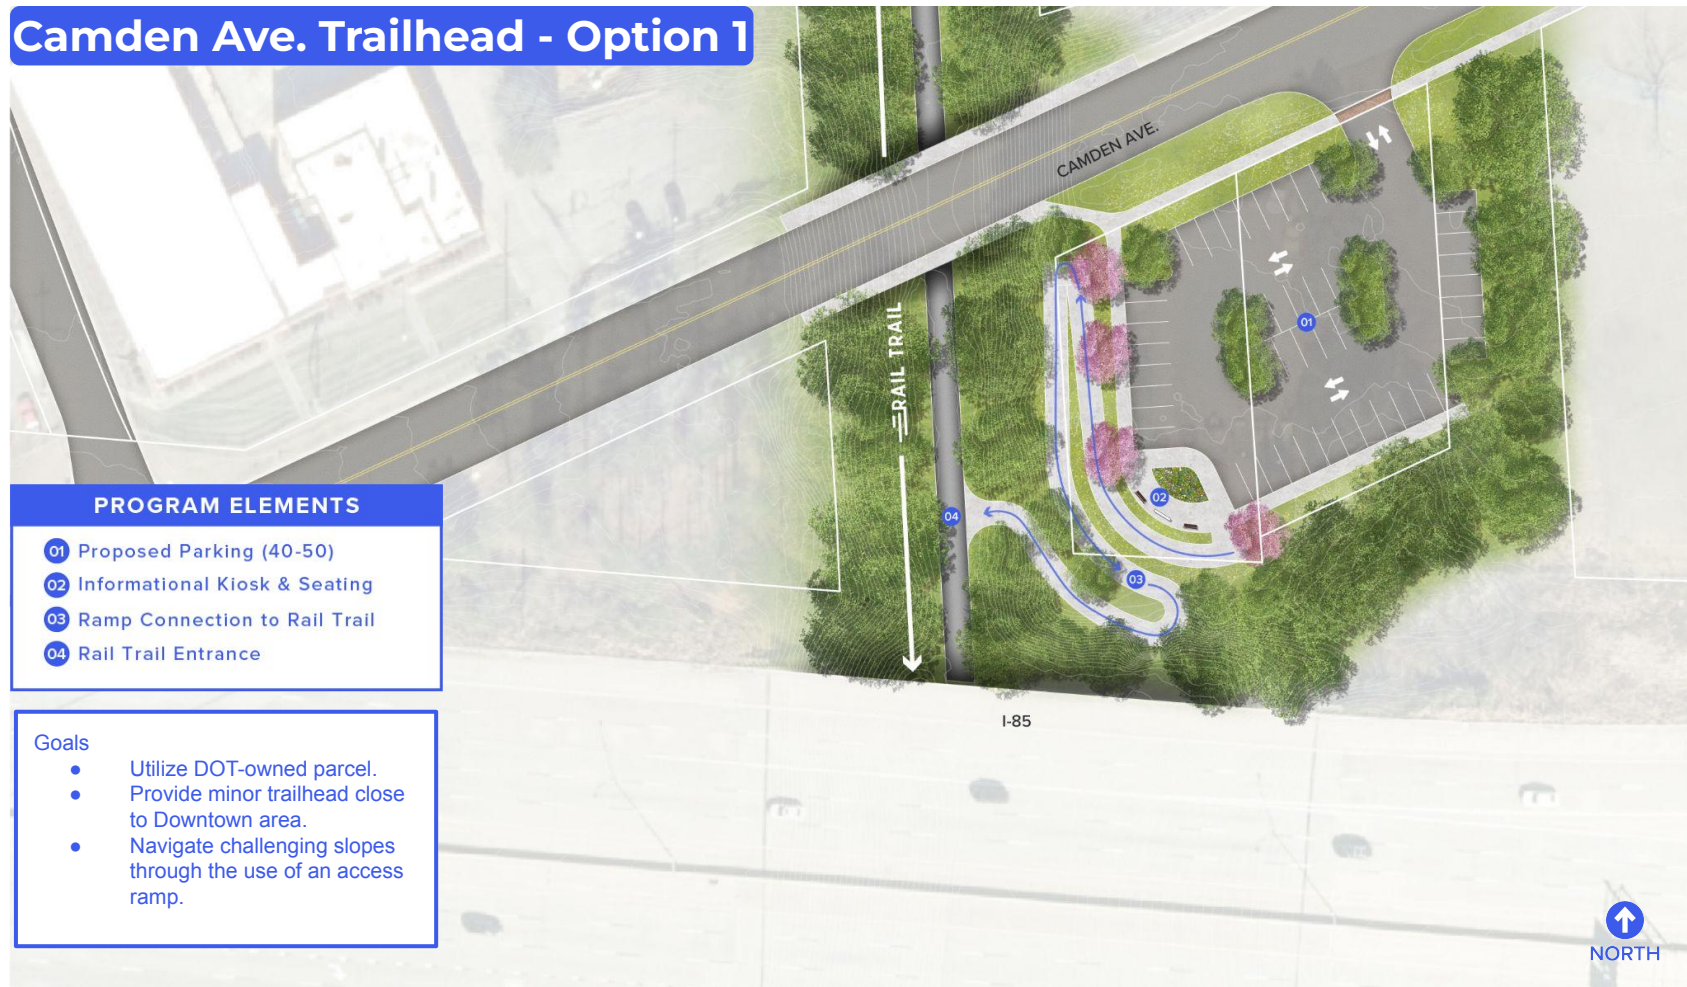 Camden Ave. Trailhead - Option 1
CAMDEN AVE.
RAIL TRAIL
01
02
03
04
PROGRAM ELEMENTS
01 Proposed Parking (40-50)
02 Informational Kiosk & Seating
03 Ramp Connection to Rail Trail
04 Rail Trail Entrance
Goals
● Utilize DOT-owned parcel.
● Provide minor trailhead close
to Downtown area.
● Navigate challenging slopes
through the use of an access
ramp.
I-85
NORTH